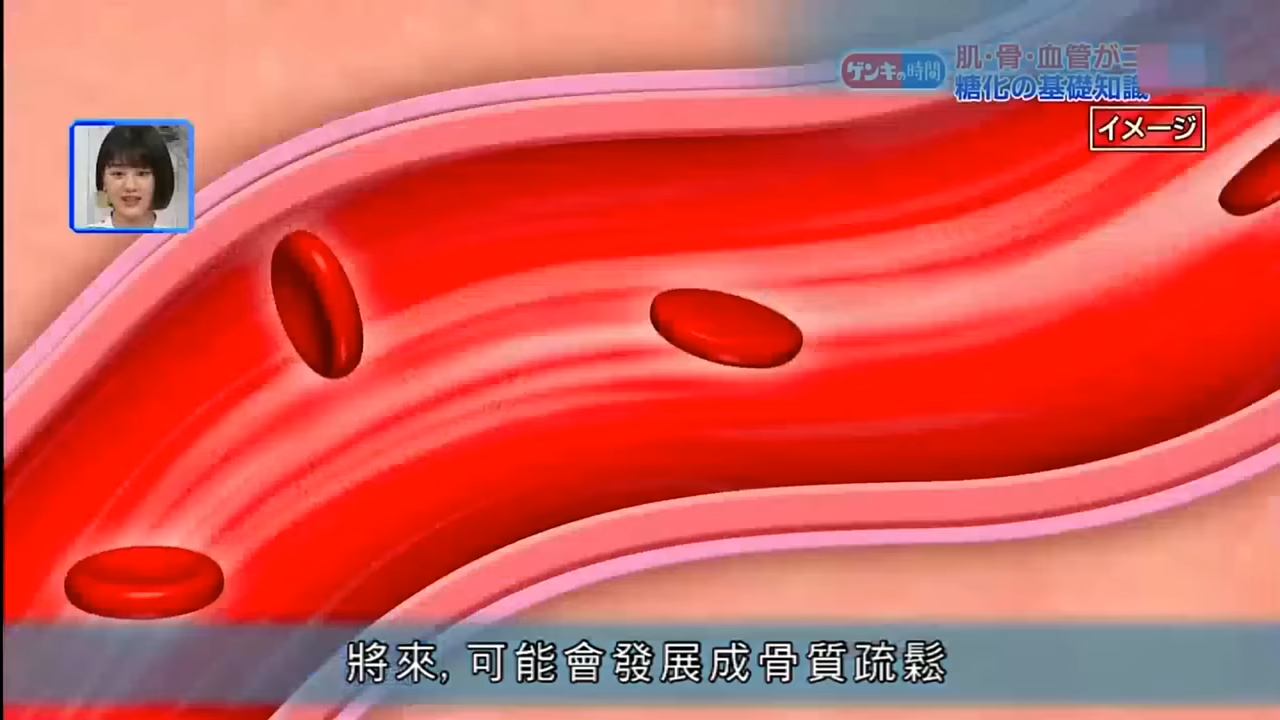 ゲンキの時間
肌・骨・血管が
糖化の基礎知識
イメージ
將來, 可能會發展成骨質疏鬆